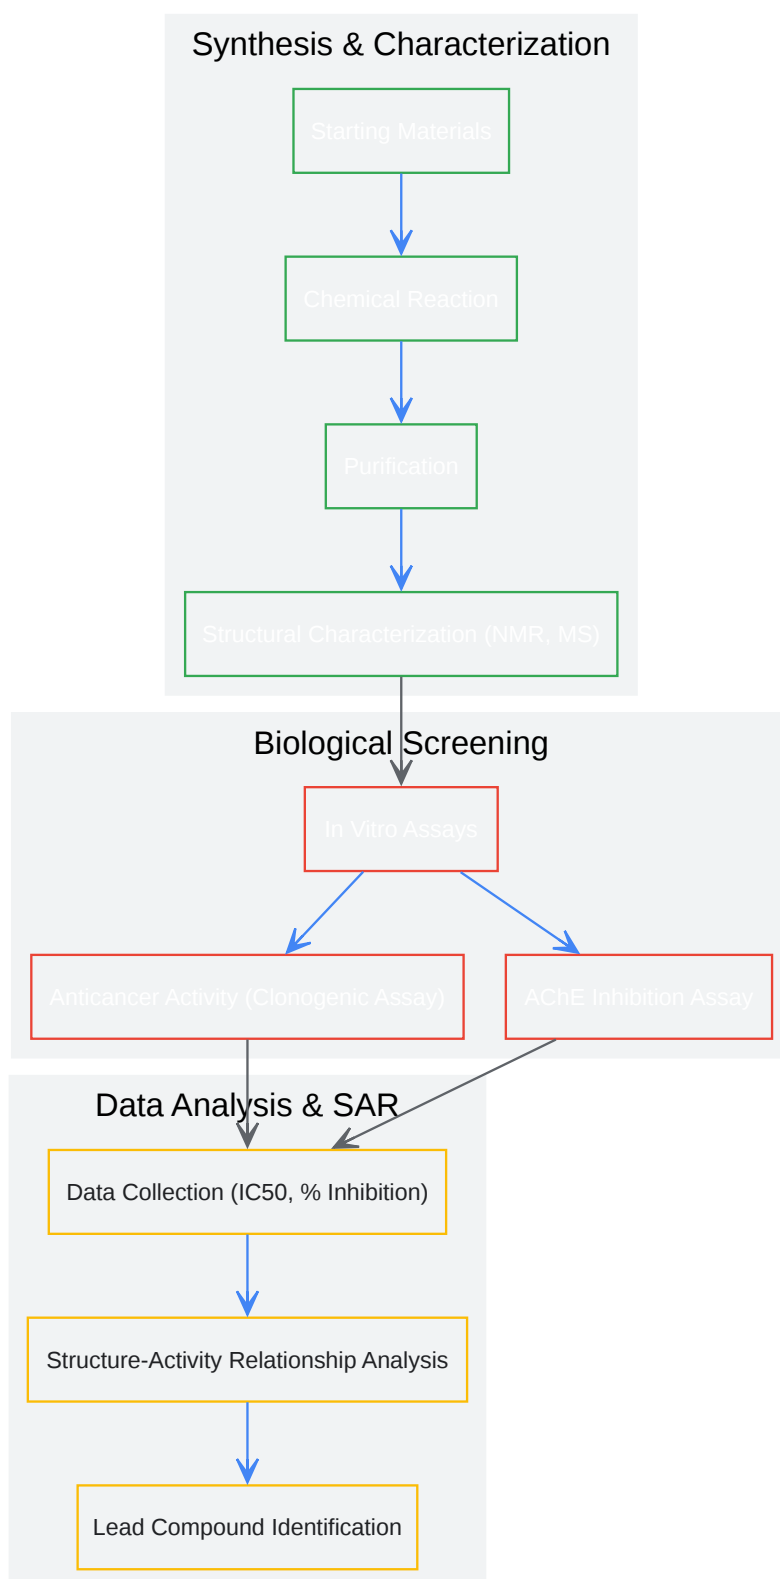 Synthesis & Characterization
Starting Materials
Chemical Reaction
Purification
Structural Characterization (NMR, MS)
Biological Screening
In Vitro Assays
Anticancer Activity (Clonogenic Assay)
AChE Inhibition Assay
Data Analysis & SAR
Data Collection (IC50, % Inhibition)
Structure-Activity Relationship Analysis
Lead Compound Identification